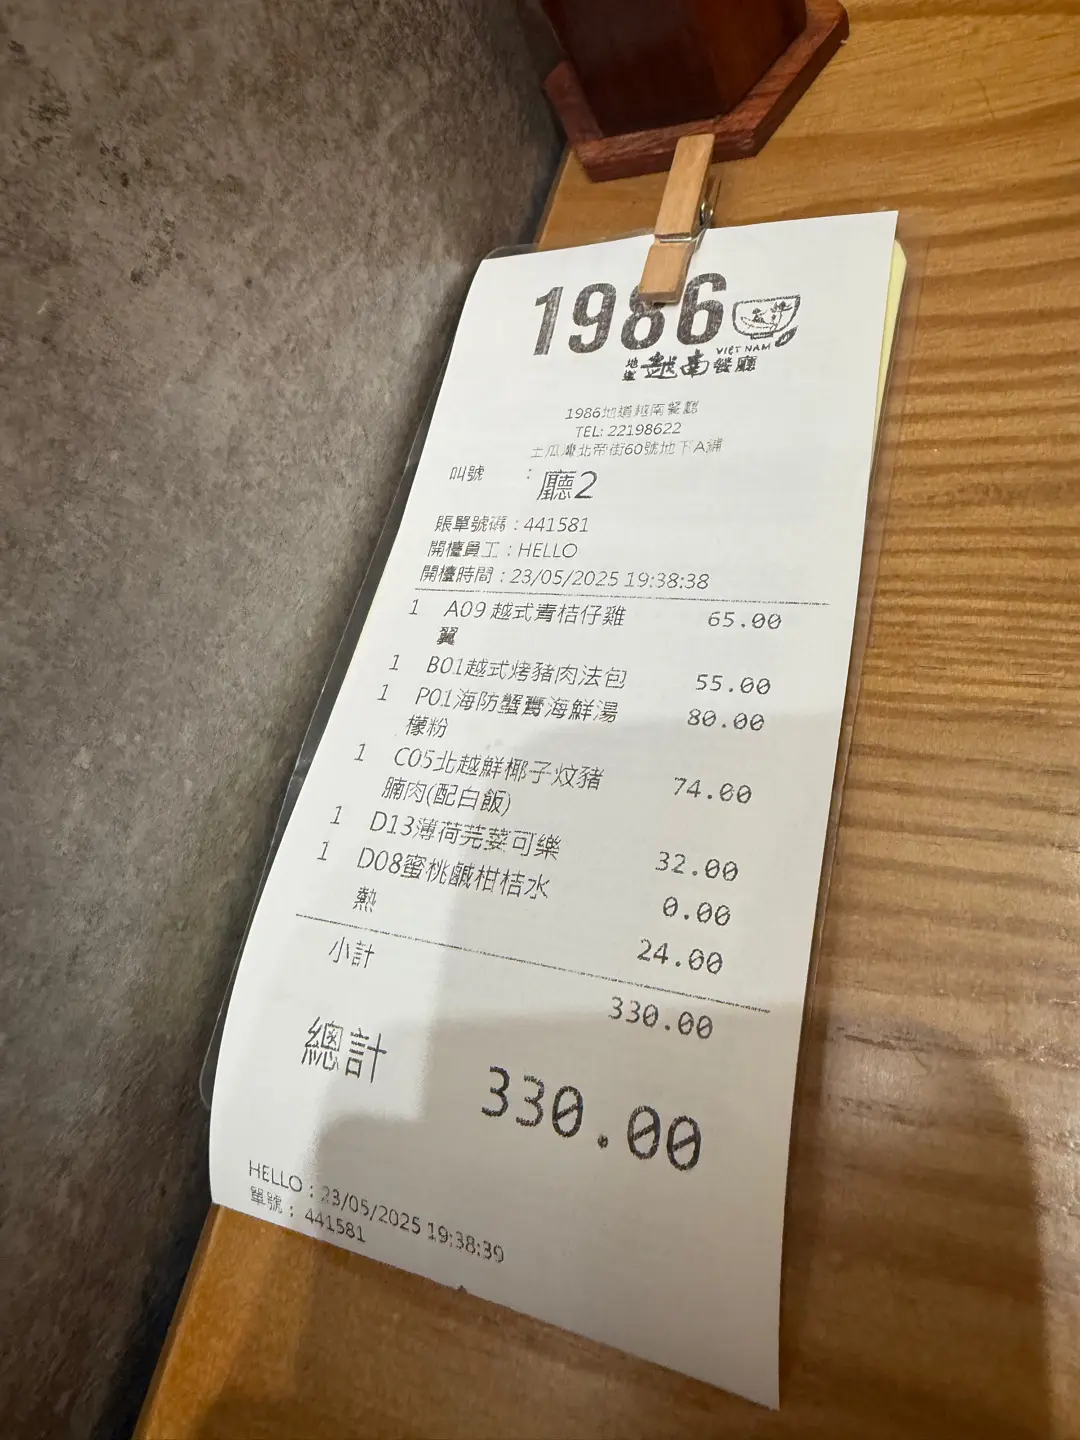 1986
VIET NAM
地道越南餐廳
1986地道越南餐廳
TEL: 22198622
土瓜灣北帝街60號地下A舖
叫號 : 廳2
賬單號碼 : 441581
開檯員工 : HELLO
開檯時間 : 23/05/2025 19:38:38
1 A09 越式青桔仔雞 65.00
翼
1 B01越式烤豬肉法包 55.00
1 P01海防蟹膏海鮮湯 80.00
檬粉
1 C05北越鮮椰子炆豬 74.00
腩肉(配白飯)
1 D13薄荷芫荽可樂 32.00
1 D08蜜桃鹹柑桔水 0.00
熱 24.00
小計 330.00
總計 330.00
HELLO : 23/05/2025 19:38:39
單號 : 441581